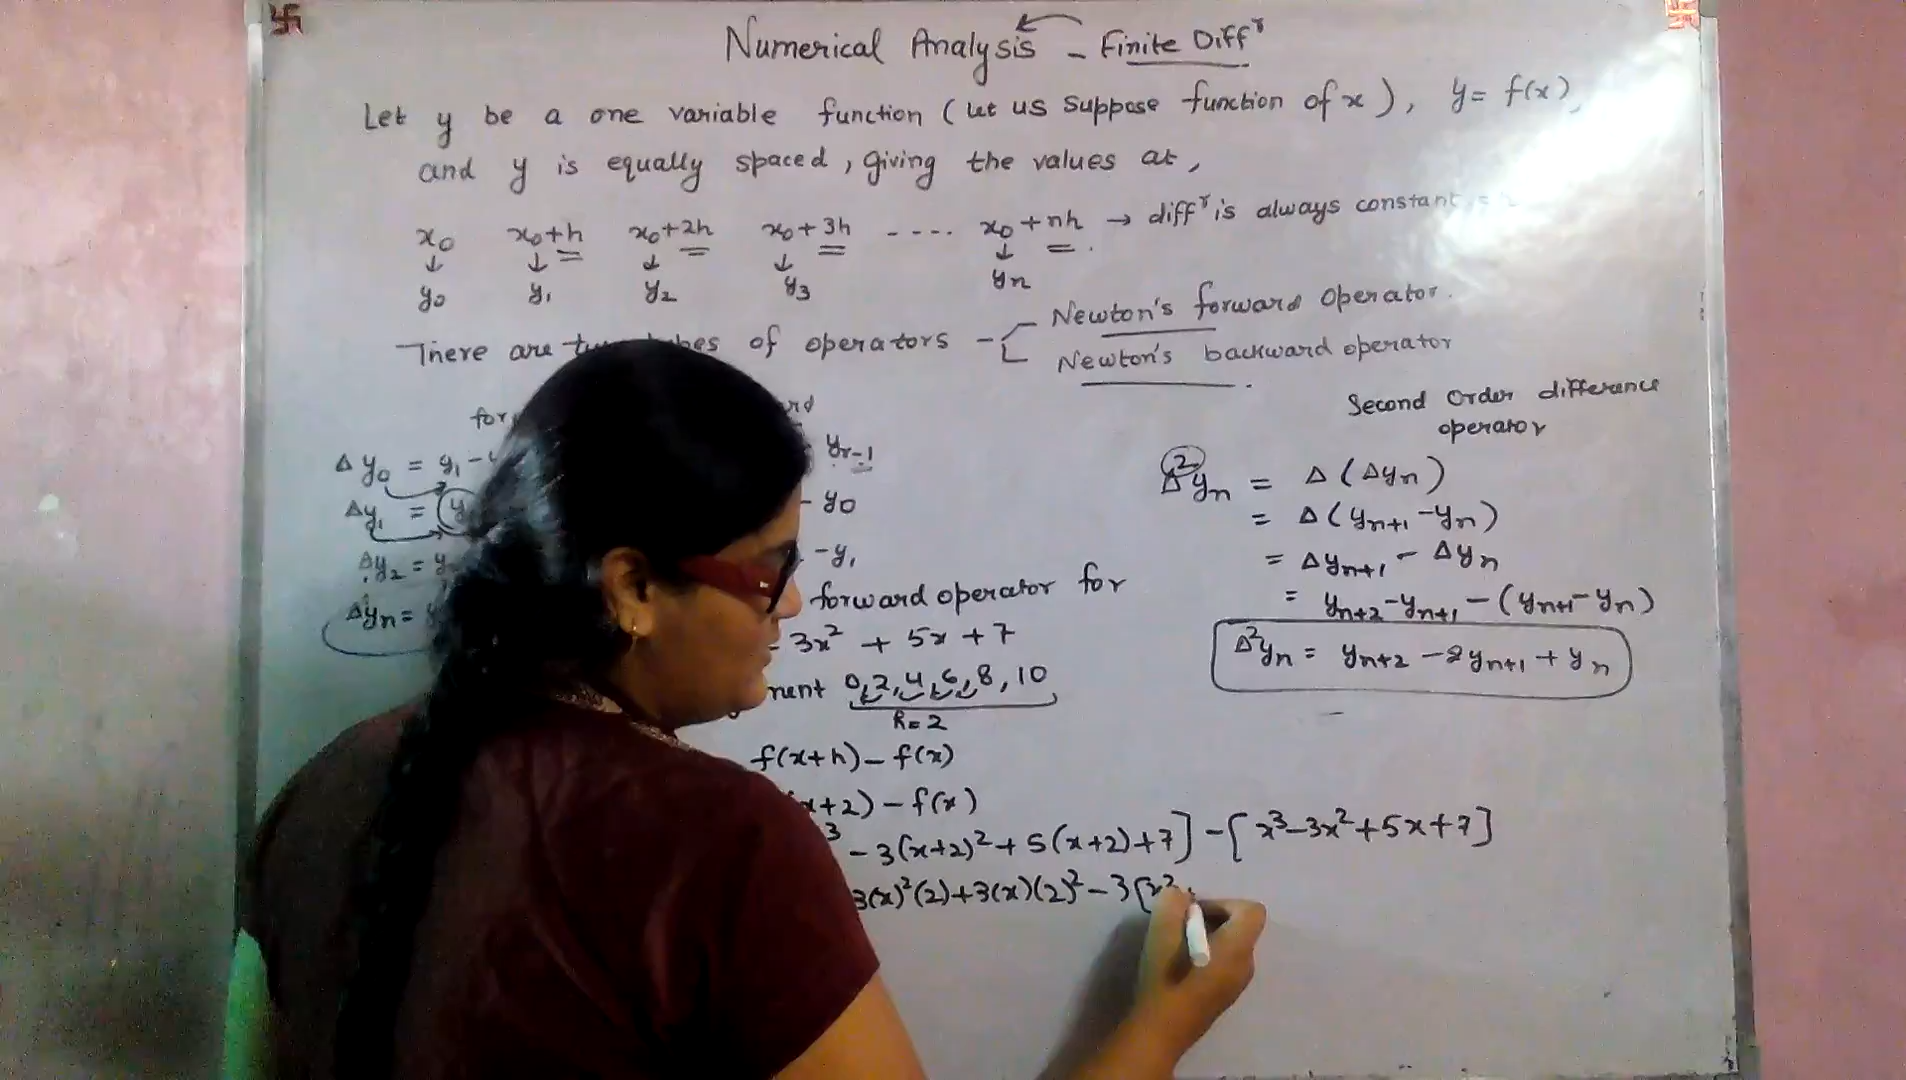 Numerical Analysis - Finite Diffʳ
Let y be a one variable function (let us suppose function of x), y = f(x),
and y is equally spaced, giving the values at,
x₀ x₀+h x₀+2h x₀+3h ---- x₀+nh → diffʳ is always constant
↓ ↓ ↓ ↓ ↓
y₀ y₁ y₂ y₃ yn
There are of operators -
Newton's forward operator.
Newton's backward operator.
Δy₀ = y₁ -
Δy₁ =
Δy₂ = y
Δyn =
yr-1
- y₀
- y₁
forward operator for
- 3x² + 5x + 7
0, 2, 4, 6, 8, 10
h = 2
f(x+h) - f(x)
x+2) - f(x)
³ - 3(x+2)² + 5(x+2) + 7] - [x³ - 3x² + 5x + 7]
3(x)²(2) + 3(x)(2)² - 3[x²
Second order difference
operator
Δ²yn = Δ(Δyn)
= Δ(yn+1 - yn)
= Δyn+1 - Δyn
= yn+2 - yn+1 - (yn+1 - yn)
Δ²yn = yn+2 - 2yn+1 + yn